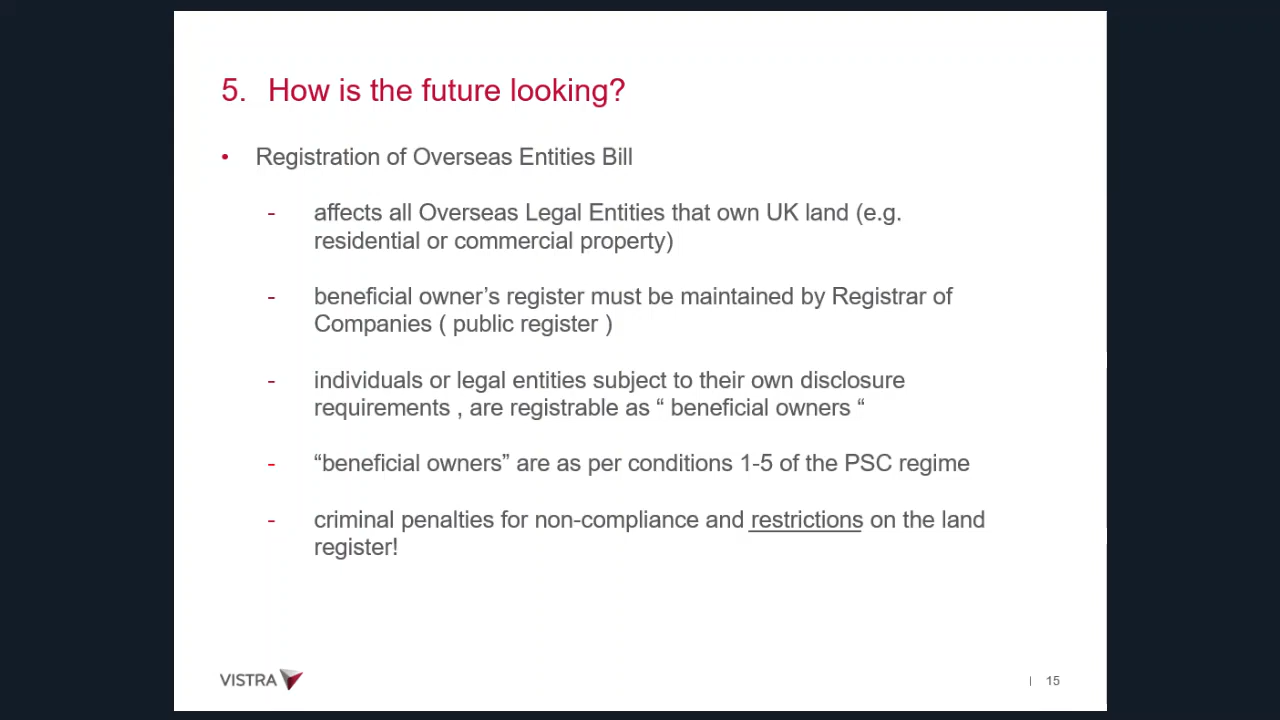 5. How is the future looking?
• Registration of Overseas Entities Bill
- affects all Overseas Legal Entities that own UK land (e.g.
residential or commercial property)
- beneficial owner’s register must be maintained by Registrar of
Companies ( public register )
- individuals or legal entities subject to their own disclosure
requirements , are registrable as “ beneficial owners “
- “beneficial owners” are as per conditions 1-5 of the PSC regime
- criminal penalties for non-compliance and restrictions on the land
register!
VISTRA
| 15